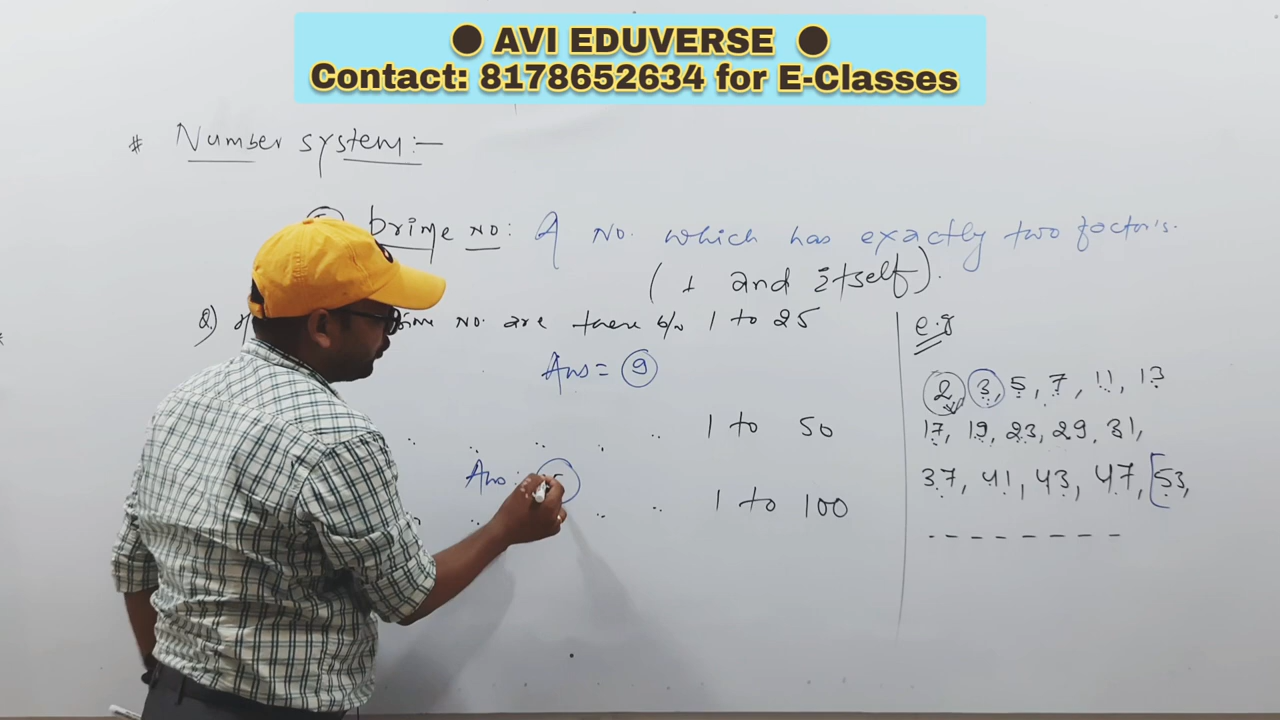 ● AVI EDUVERSE ●
Contact: 8178652634 for E-Classes
# Number system:-
prime no: A No. which has exactly two factor's.
(1 and itself).
Q) No. are there b/w 1 to 25
Ans = 9
1 to 50
Ans
1 to 100
e.g
2, 3, 5, 7, 11, 13
17, 19, 23, 29, 31,
37, 41, 43, 47, [53,
--------